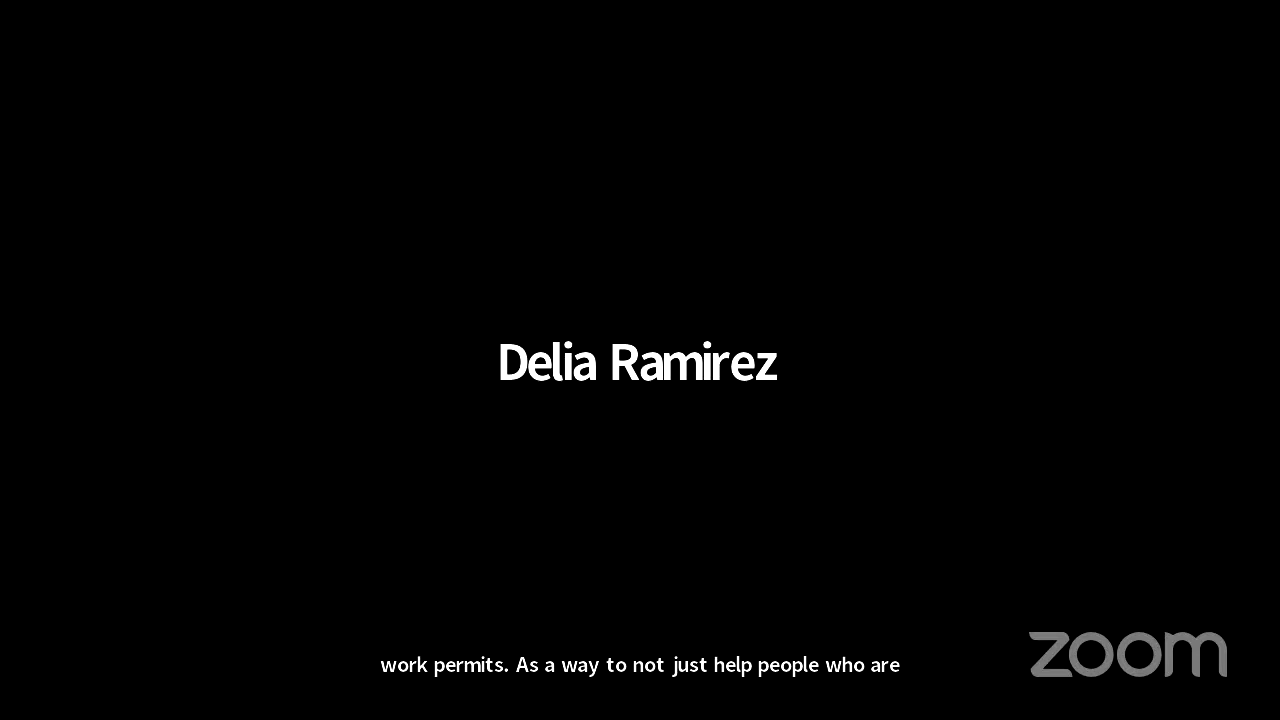 Delia Ramirez
work permits. As a way to not just help people who are
zoom